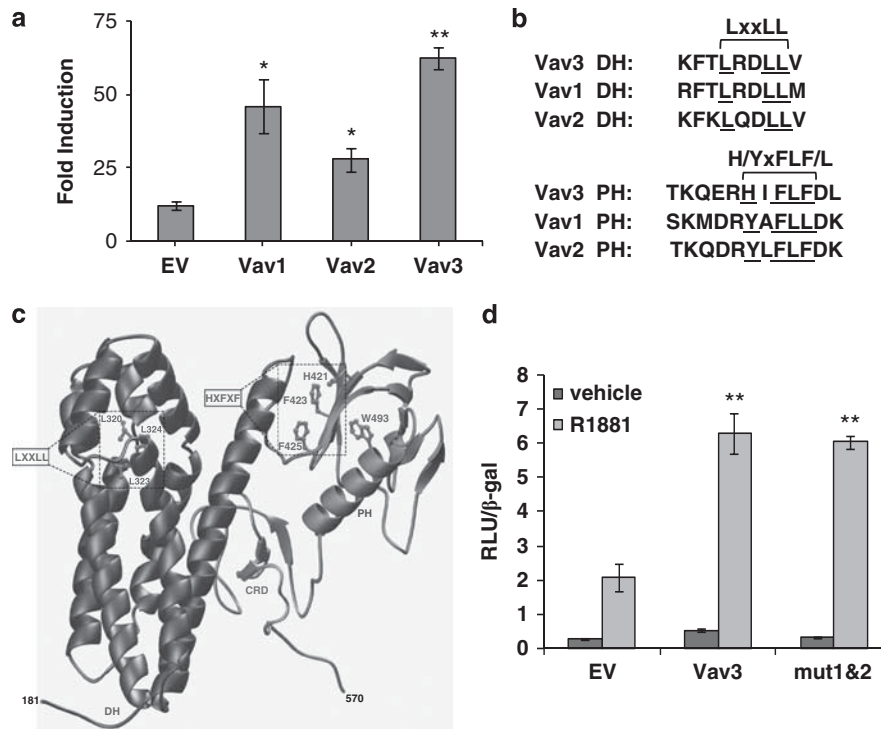 a
75
50
25
0
Fold Induction
*
*
**
EV Vav1 Vav2 Vav3
b
LxxLL
Vav3 DH: KFTLRDLLV
Vav1 DH: RFTLRDLLM
Vav2 DH: KFKLQDLLV
H/YxFLF/L
Vav3 PH: TKQERHIFLFDL
Vav1 PH: SKMDRYAFLLDK
Vav2 PH: TKQDRYLFLFDK
c
LXXLL
L320
L324
L323
HXFXF
H421
F423
F425
W493
PH
CRD
181
DH
570
d
8
7
6
5
4
3
2
1
0
RLU/β-gal
vehicle
R1881
**
**
EV Vav3 mut1&2